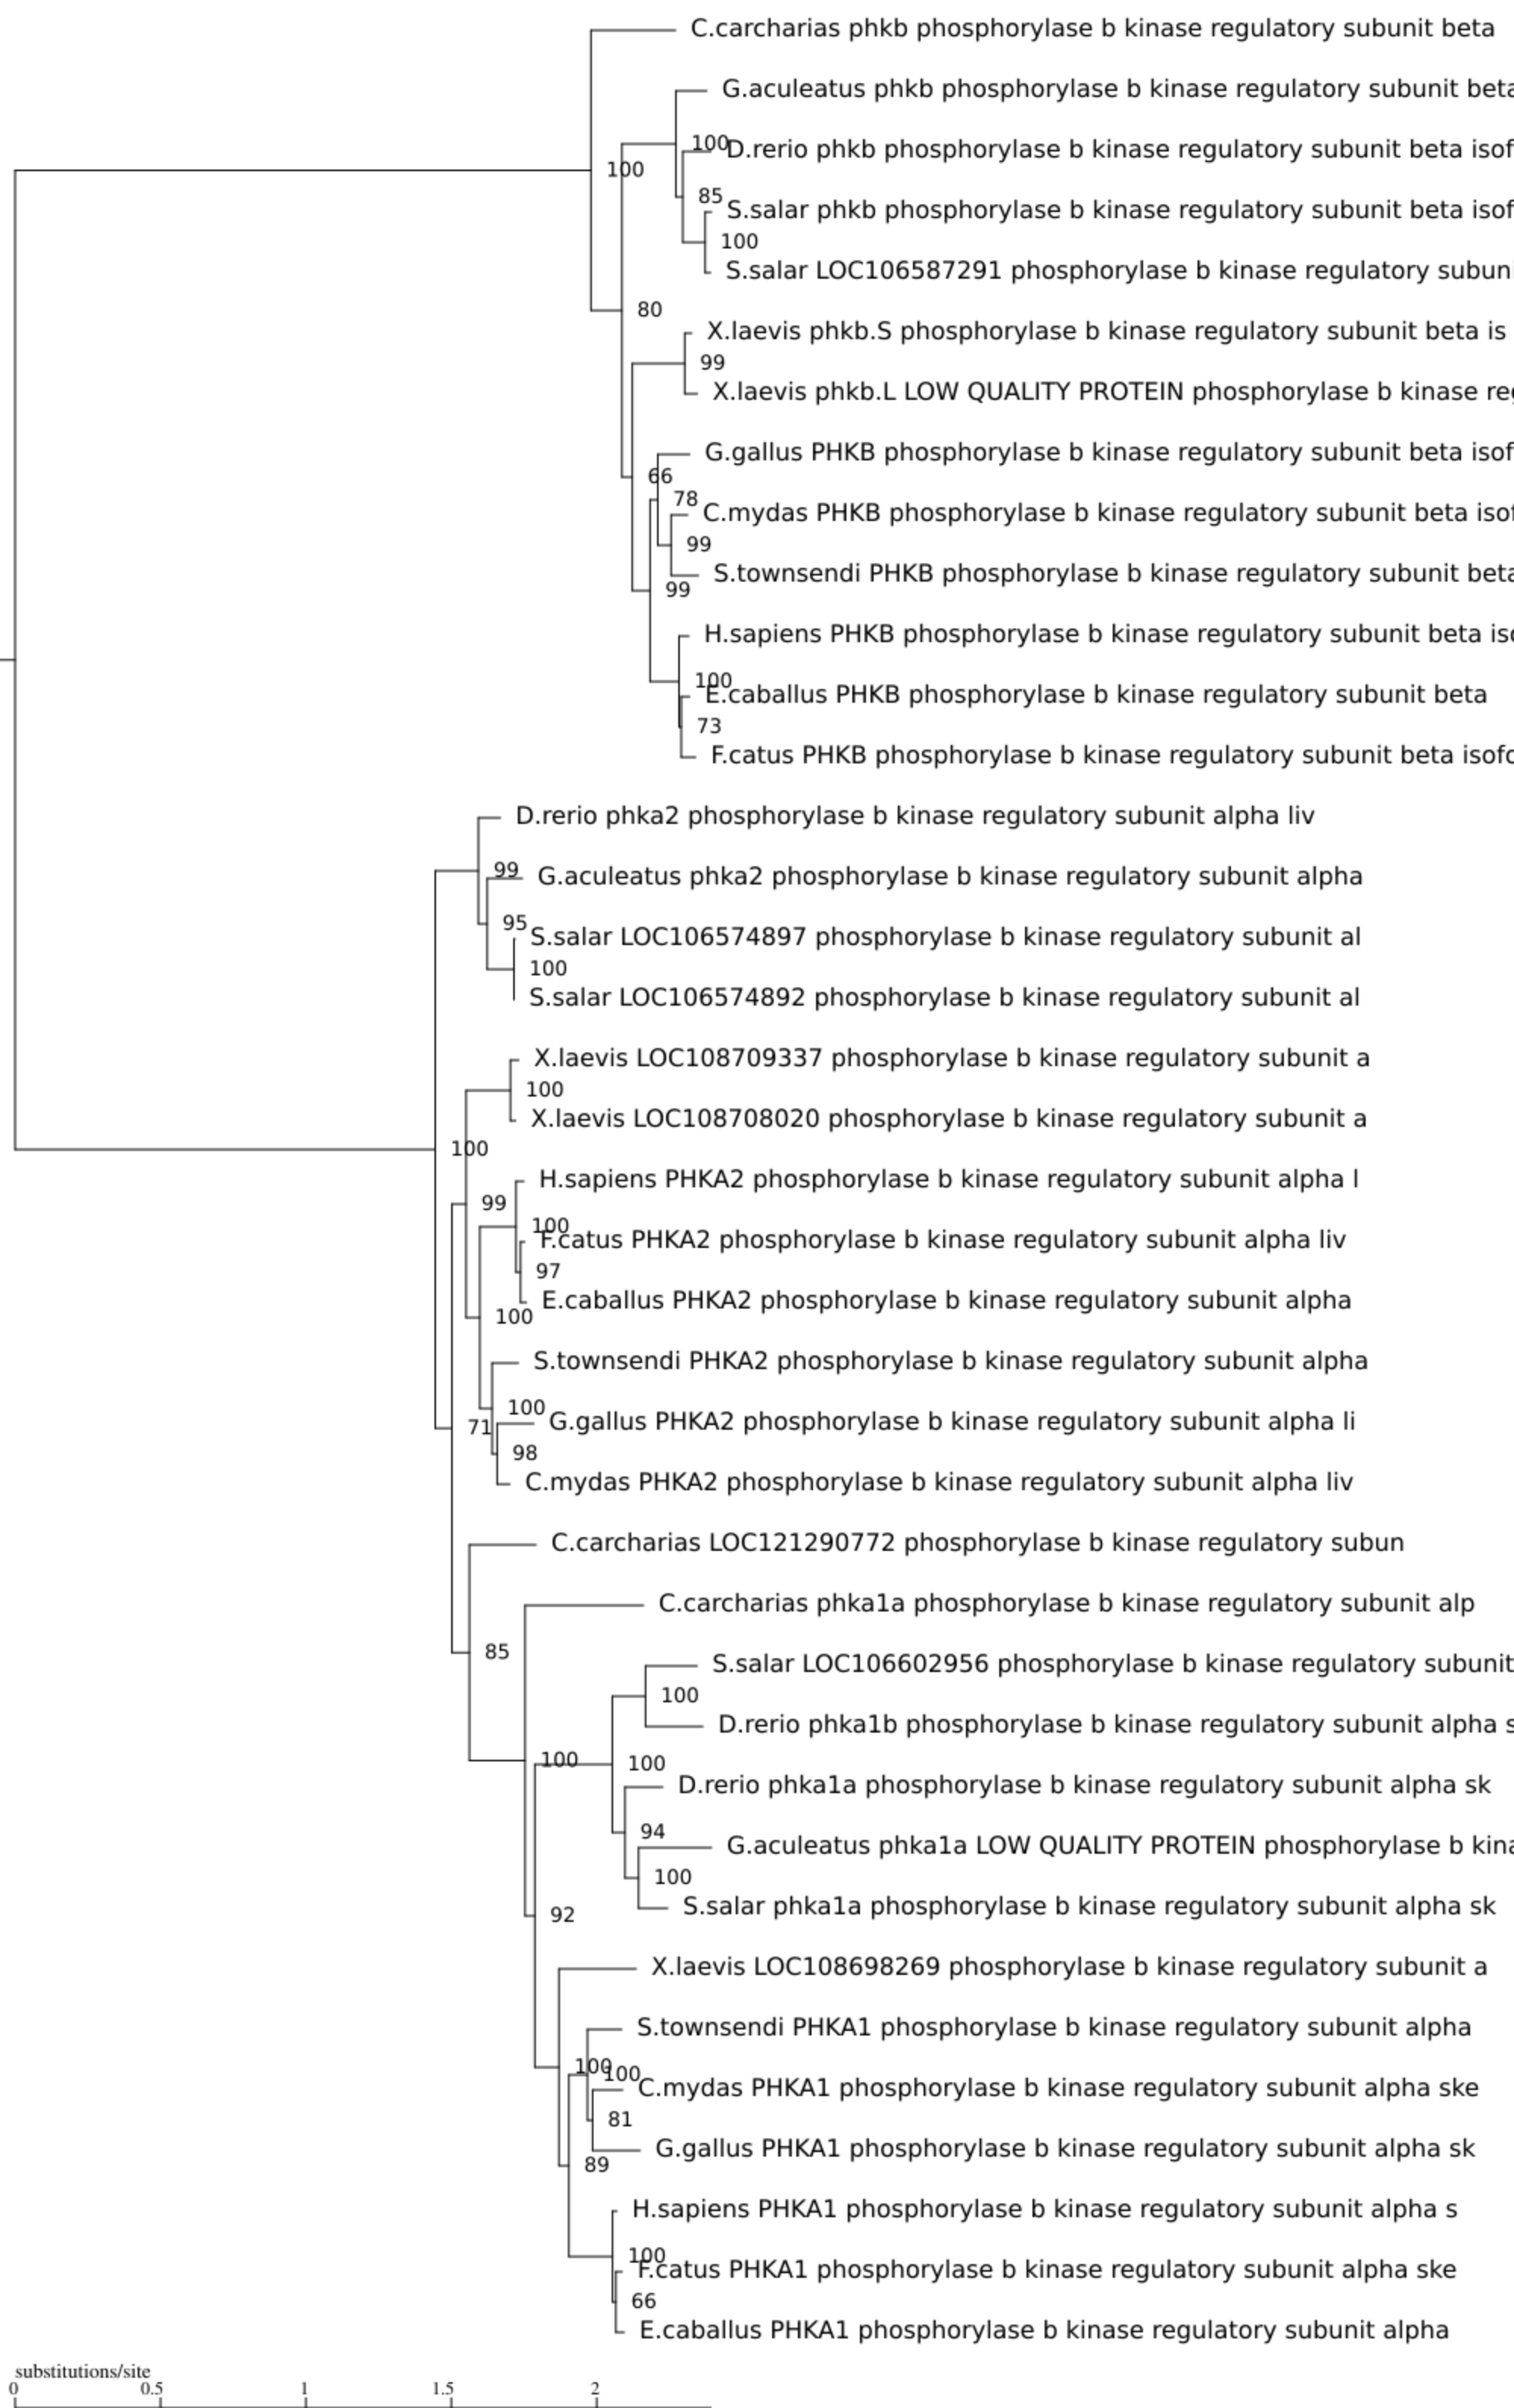 C.carcharias phkb phosphorylase b kinase regulatory subunit beta
G.aculeatus phkb phosphorylase b kinase regulatory subunit beta
100
D.rerio phkb phosphorylase b kinase regulatory subunit beta isof
100
85
S.salar phkb phosphorylase b kinase regulatory subunit beta isof
100
S.salar LOC106587291 phosphorylase b kinase regulatory subuni
80
X.laevis phkb.S phosphorylase b kinase regulatory subunit beta is
99
X.laevis phkb.L LOW QUALITY PROTEIN phosphorylase b kinase reg
G.gallus PHKB phosphorylase b kinase regulatory subunit beta isof
66
78
C.mydas PHKB phosphorylase b kinase regulatory subunit beta isof
99
S.townsendi PHKB phosphorylase b kinase regulatory subunit beta
99
H.sapiens PHKB phosphorylase b kinase regulatory subunit beta iso
100
E.caballus PHKB phosphorylase b kinase regulatory subunit beta
73
F.catus PHKB phosphorylase b kinase regulatory subunit beta isofo
D.rerio phka2 phosphorylase b kinase regulatory subunit alpha liv
99
G.aculeatus phka2 phosphorylase b kinase regulatory subunit alpha
95
S.salar LOC106574897 phosphorylase b kinase regulatory subunit al
100
S.salar LOC106574892 phosphorylase b kinase regulatory subunit al
X.laevis LOC108709337 phosphorylase b kinase regulatory subunit a
100
X.laevis LOC108708020 phosphorylase b kinase regulatory subunit a
100
H.sapiens PHKA2 phosphorylase b kinase regulatory subunit alpha l
99
100
F.catus PHKA2 phosphorylase b kinase regulatory subunit alpha liv
97
E.caballus PHKA2 phosphorylase b kinase regulatory subunit alpha
100
S.townsendi PHKA2 phosphorylase b kinase regulatory subunit alpha
100
G.gallus PHKA2 phosphorylase b kinase regulatory subunit alpha li
71
98
C.mydas PHKA2 phosphorylase b kinase regulatory subunit alpha liv
C.carcharias LOC121290772 phosphorylase b kinase regulatory subun
C.carcharias phka1a phosphorylase b kinase regulatory subunit alp
85
S.salar LOC106602956 phosphorylase b kinase regulatory subunit
100
D.rerio phka1b phosphorylase b kinase regulatory subunit alpha s
100
100
D.rerio phka1a phosphorylase b kinase regulatory subunit alpha sk
94
G.aculeatus phka1a LOW QUALITY PROTEIN phosphorylase b kina
100
S.salar phka1a phosphorylase b kinase regulatory subunit alpha sk
92
X.laevis LOC108698269 phosphorylase b kinase regulatory subunit a
S.townsendi PHKA1 phosphorylase b kinase regulatory subunit alpha
100
100
C.mydas PHKA1 phosphorylase b kinase regulatory subunit alpha ske
81
G.gallus PHKA1 phosphorylase b kinase regulatory subunit alpha sk
89
H.sapiens PHKA1 phosphorylase b kinase regulatory subunit alpha s
100
F.catus PHKA1 phosphorylase b kinase regulatory subunit alpha ske
66
E.caballus PHKA1 phosphorylase b kinase regulatory subunit alpha
substitutions/site
0 0.5 1 1.5 2